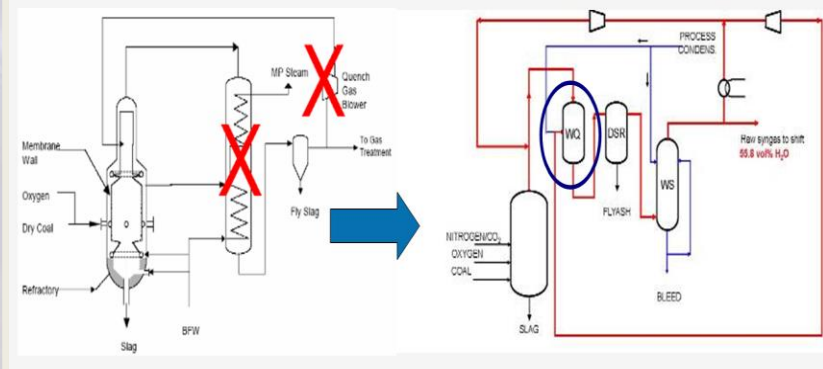 MP Steam
Quench
Gas
Blower
Membrane
Wall
To Gas
Treatment
Oxygen
Dry Coal
Fly Slag
Refractory
BFW
Slag
PROCESS
CONDENS.
WQ
DSR
Raw syngas to shift
55.8 vol% H2O
WS
FLYASH
NITROGEN/CO2
OXYGEN
COAL
BLEED
SLAG